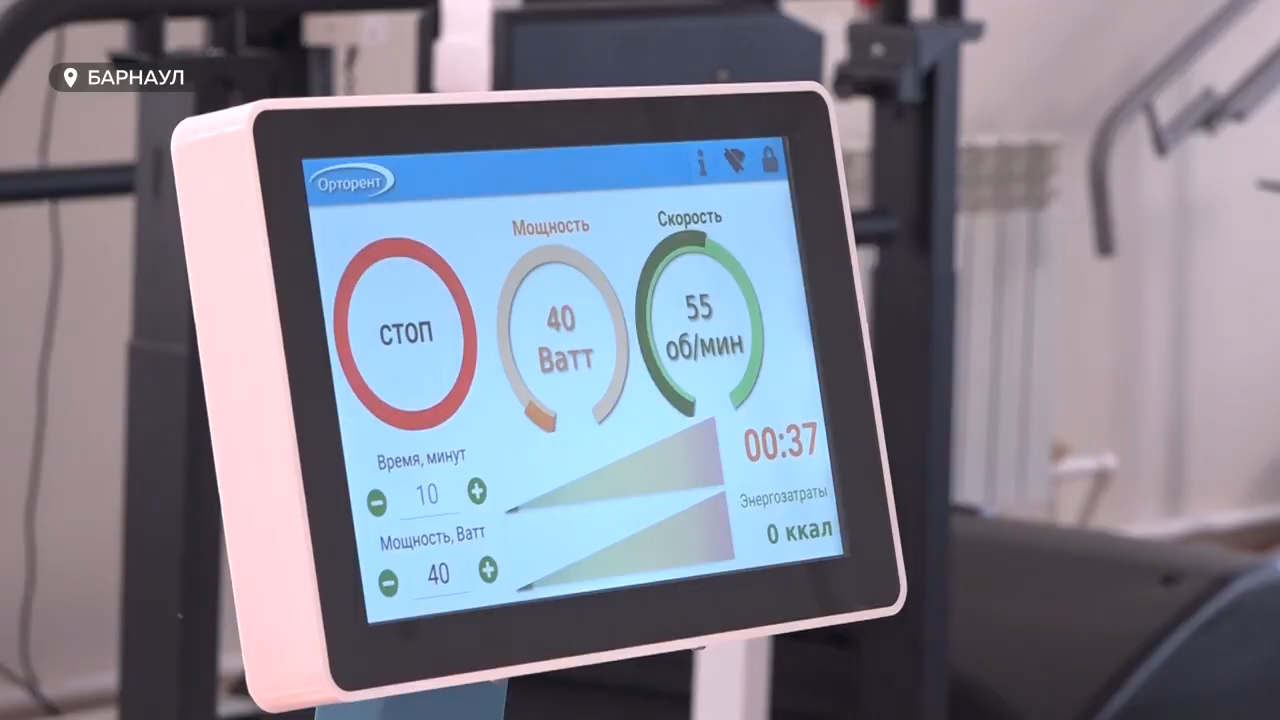 БАРНАУЛ
Орторент
i
Мощность
Скорость
СТОП
40
Ватт
55
об/мин
00:37
Время, минут
10
Энергозатраты
0 ккал
Мощность, Ватт
40